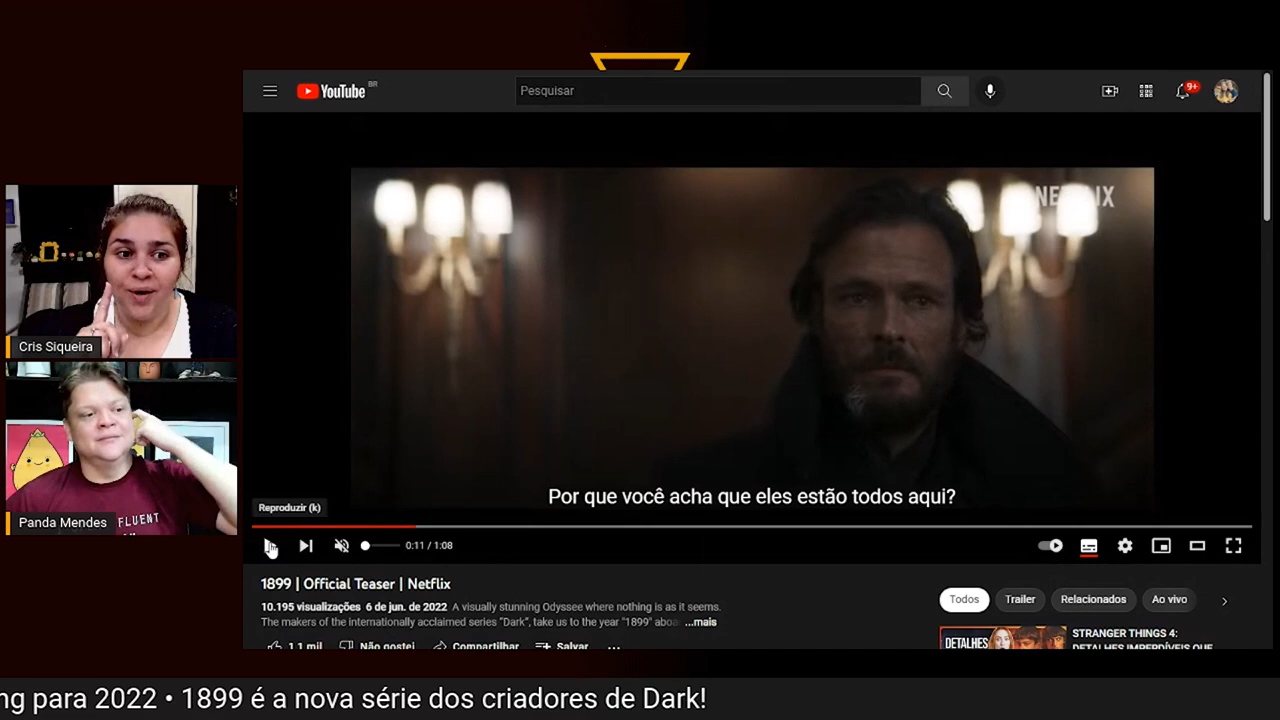 YouTube BR
Pesquisar
9+
NETFLIX
Cris Siqueira
Por que você acha que eles estão todos aqui?
Reproduzir (k)
FLUENT
Panda Mendes
0:11 / 1:08
1899 | Official Teaser | Netflix
10.195 visualizações 6 de jun. de 2022 A visually stunning Odyssee where nothing is as it seems.
The makers of the internationally acclaimed series "Dark", take us to the year "1899" aboa ...mais
1,1 mil Não gostei Compartilhar Salvar ...
Todos Trailer Relacionados Ao vivo
DETALHES
STRANGER THINGS 4:
DETALHES IMPERDÍVEIS QUE
ng para 2022 • 1899 é a nova série dos criadores de Dark!